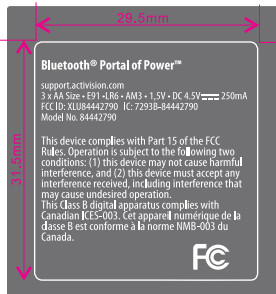 29.5mm
31.5mm
Bluetooth® Portal of Power™
support.activision.com
3 x AA Size • E91 •LR6 • AM3 • 1,5V • DC 4.5V 250mA
FCC ID: XLU84442790 IC: 7293B-84442790
Model No. 84442790
This device complies with Part 15 of the FCC
Rules. Operation is subject to the following two
conditions: (1) this device may not cause harmful
interference, and (2) this device must accept any
interference received, including interference that
may cause undesired operation.
This Class B digital apparatus complies with
Canadian ICES-003. Cet appareil numérique de la
classe B est conforme à la norme NMB-003 du
Canada.
FC